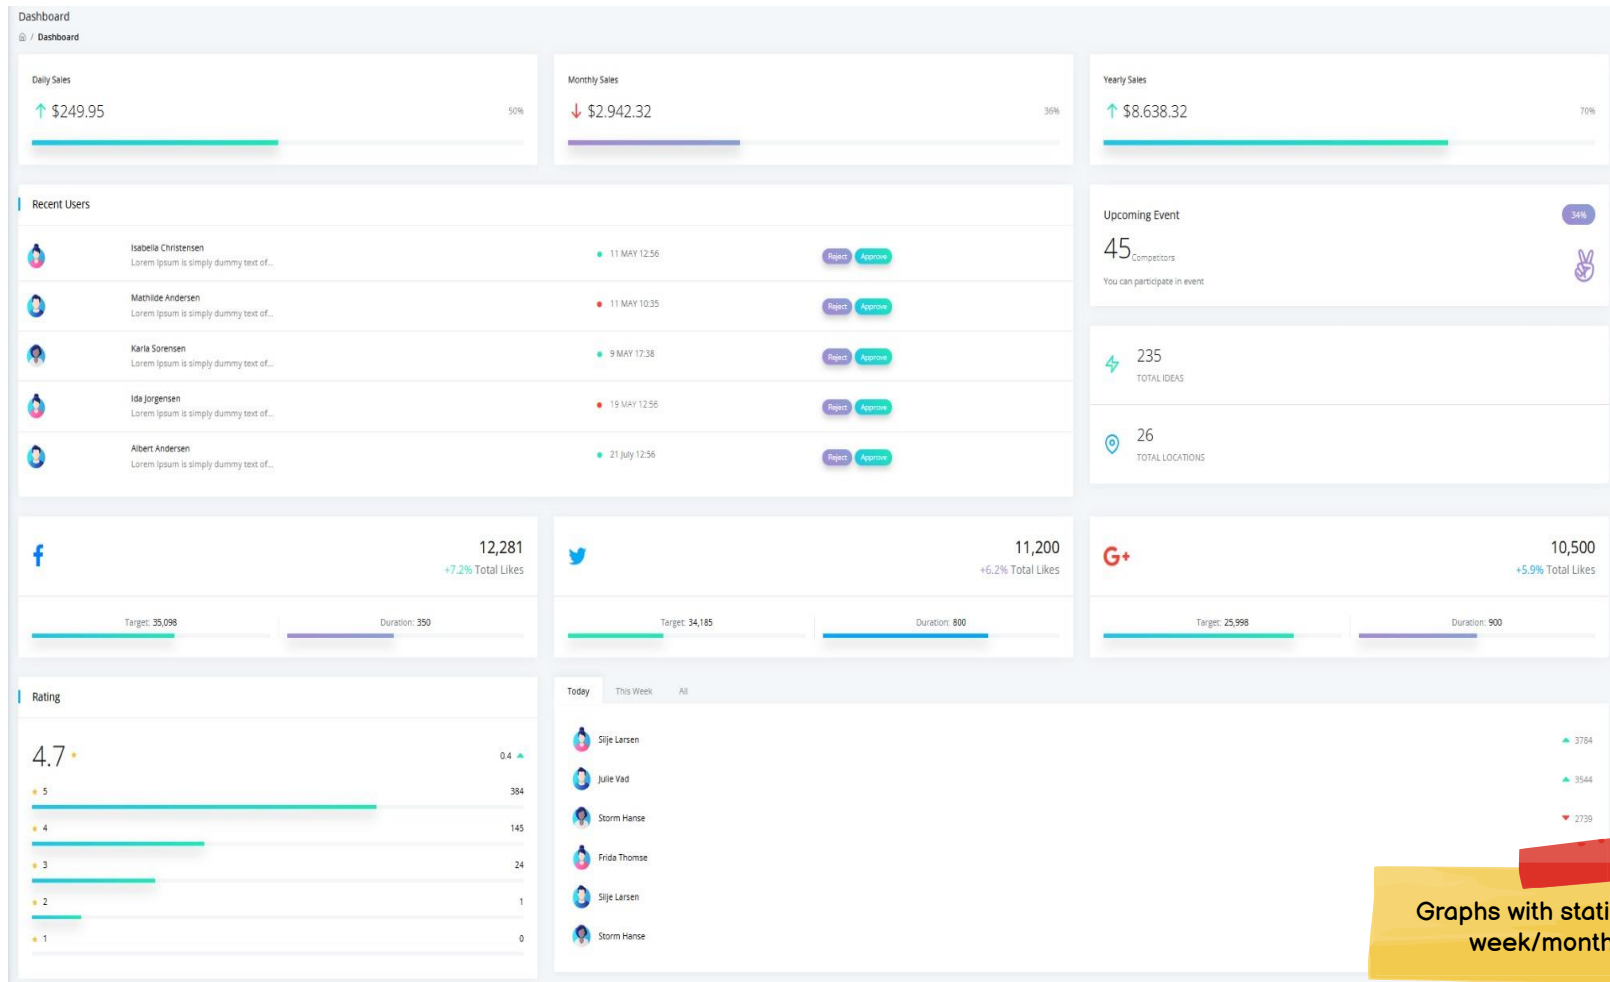 Dashboard
/ Dashboard
Daily Sales
$249.95
50%
Monthly Sales
$2.942.32
36%
Yearly Sales
$8.638.32
70%
Recent Users
Isabella Christensen
Lorem Ipsum is simply dummy text of...
11 MAY 12:56
Reject Approve
Mathilde Andersen
Lorem Ipsum is simply dummy text of...
11 MAY 10:35
Reject Approve
Karla Sorensen
Lorem Ipsum is simply dummy text of...
9 MAY 17:38
Reject Approve
Ida Jorgensen
Lorem Ipsum is simply dummy text of...
19 MAY 12:56
Reject Approve
Albert Andersen
Lorem Ipsum is simply dummy text of...
21 July 12:56
Reject Approve
Upcoming Event
34%
45 Competitors
You can participate in event
235
TOTAL IDEAS
26
TOTAL LOCATIONS
f
12,281
+7.2% Total Likes
Target: 35,098
Duration: 350
11,200
+6.2% Total Likes
Target: 34,185
Duration: 800
G+
10,500
+5.9% Total Likes
Target: 25,998
Duration: 900
Rating
4.7
0.4
5
384
4
145
3
24
2
1
1
0
Today This Week All
Silje Larsen
3784
Julie Vad
3544
Storm Hanse
2739
Frida Thomse
Silje Larsen
Storm Hanse
Graphs with stati
week/month